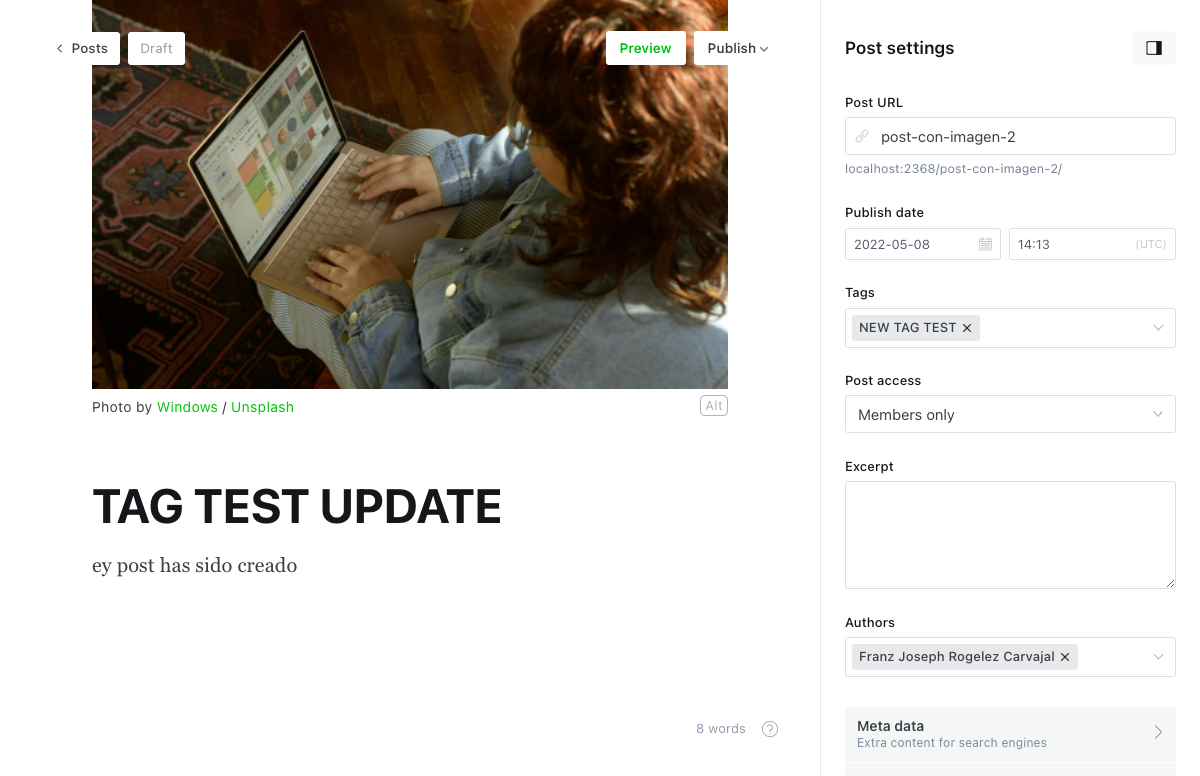 Posts
Draft
Preview
Publish
Photo by Windows / Unsplash
Alt
TAG TEST UPDATE
ey post has sido creado
8 words
?
Post settings
Post URL
post-con-imagen-2
localhost:2368/post-con-imagen-2/
Publish date
2022-05-08
14:13 (UTC)
Tags
NEW TAG TEST ×
Post access
Members only
Excerpt
Authors
Franz Joseph Rogelez Carvajal ×
Meta data
Extra content for search engines